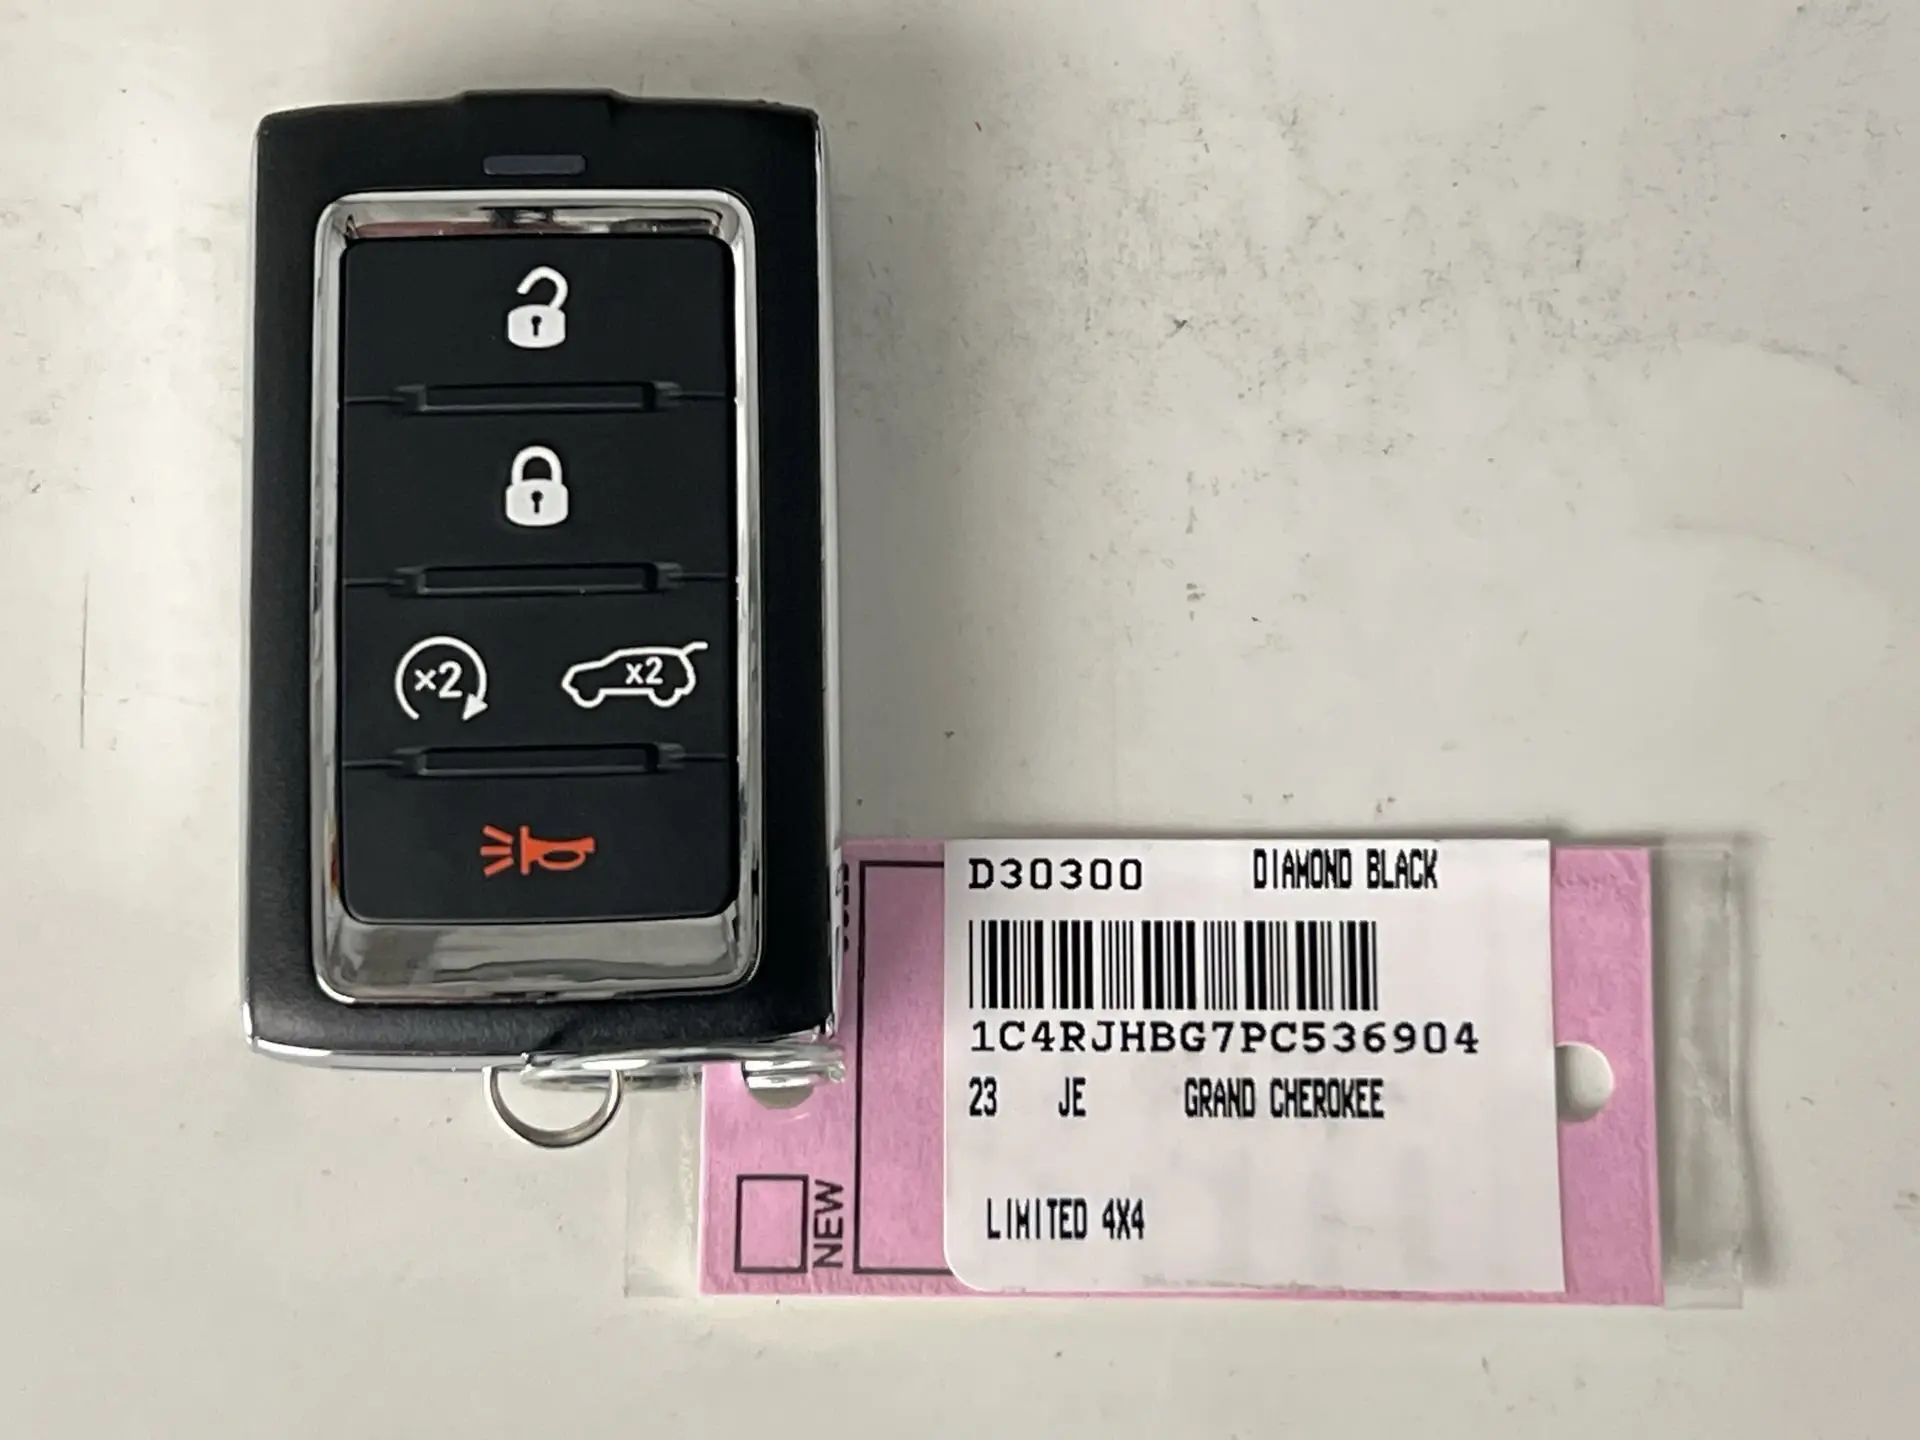 x2
x2
D30300 DIAMOND BLACK
1C4RJHBG7PC536904
23 JE GRAND CHEROKEE
LIMITED 4X4
NEW